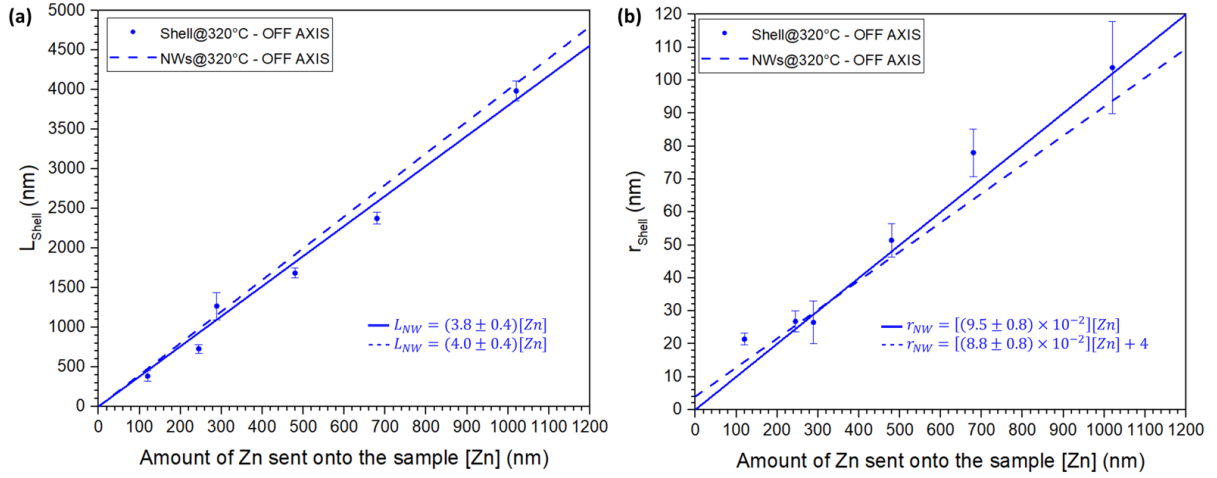 (a)
Shell@320°C - OFF AXIS
NWs@320°C - OFF AXIS
5000
4500
4000
3500
3000
2500
2000
1500
1000
500
0
L_Shell (nm)
L_NW = (3.8 ± 0.4)[Zn]
L_NW = (4.0 ± 0.4)[Zn]
0 100 200 300 400 500 600 700 800 900 1000 1100 1200
Amount of Zn sent onto the sample [Zn] (nm)
(b)
Shell@320°C - OFF AXIS
NWs@320°C - OFF AXIS
120
110
100
90
80
70
60
50
40
30
20
10
0
r_Shell (nm)
r_NW = [(9.5 ± 0.8) × 10⁻²][Zn]
r_NW = [(8.8 ± 0.8) × 10⁻²][Zn] + 4
0 100 200 300 400 500 600 700 800 900 1000 1100 1200
Amount of Zn sent onto the sample [Zn] (nm)